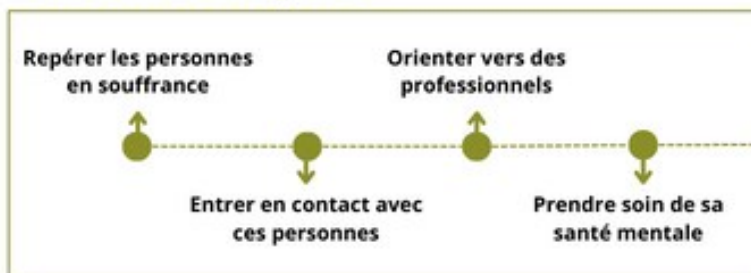 Repérer les personnes
en souffrance
Entrer en contact avec
ces personnes
Orienter vers des
professionnels
Prendre soin de sa
santé mentale